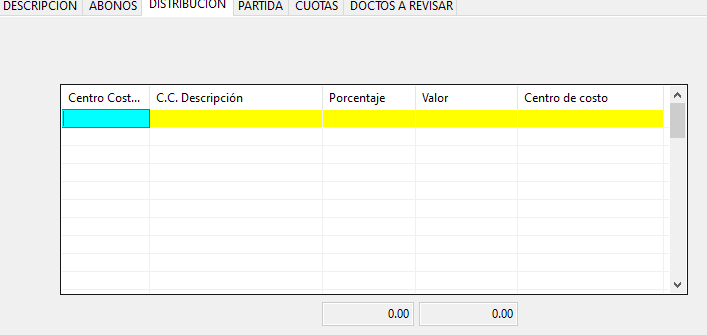 DESCRIPCION ABONOS DISTRIBUCION PARTIDA CUOTAS DOCTOS A REVISAR
Centro Cost... C.C. Descripción Porcentaje Valor Centro de costo
0.00 0.00